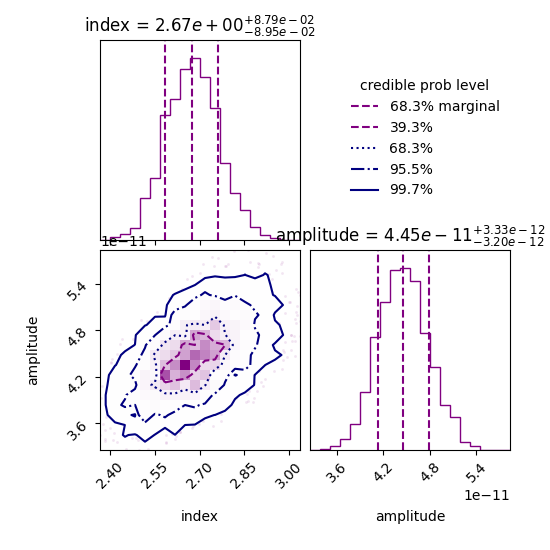 index = 2.67e+00 +8.79e−02 −8.95e−02
credible prob level
68.3% marginal
39.3%
68.3%
95.5%
99.7%
1e−11
amplitude = 4.45e−11 +3.33e−12 −3.20e−12
5.4
4.8
4.2
3.6
amplitude
2.40 2.55 2.70 2.85 3.00
index
3.6 4.2 4.8 5.4
1e−11
amplitude